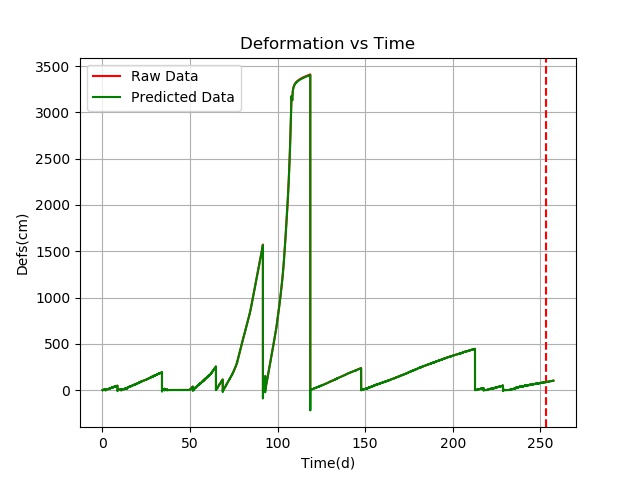 Deformation vs Time
Raw Data
Predicted Data
Defs(cm)
3500
3000
2500
2000
1500
1000
500
0
0 50 100 150 200 250
Time(d)